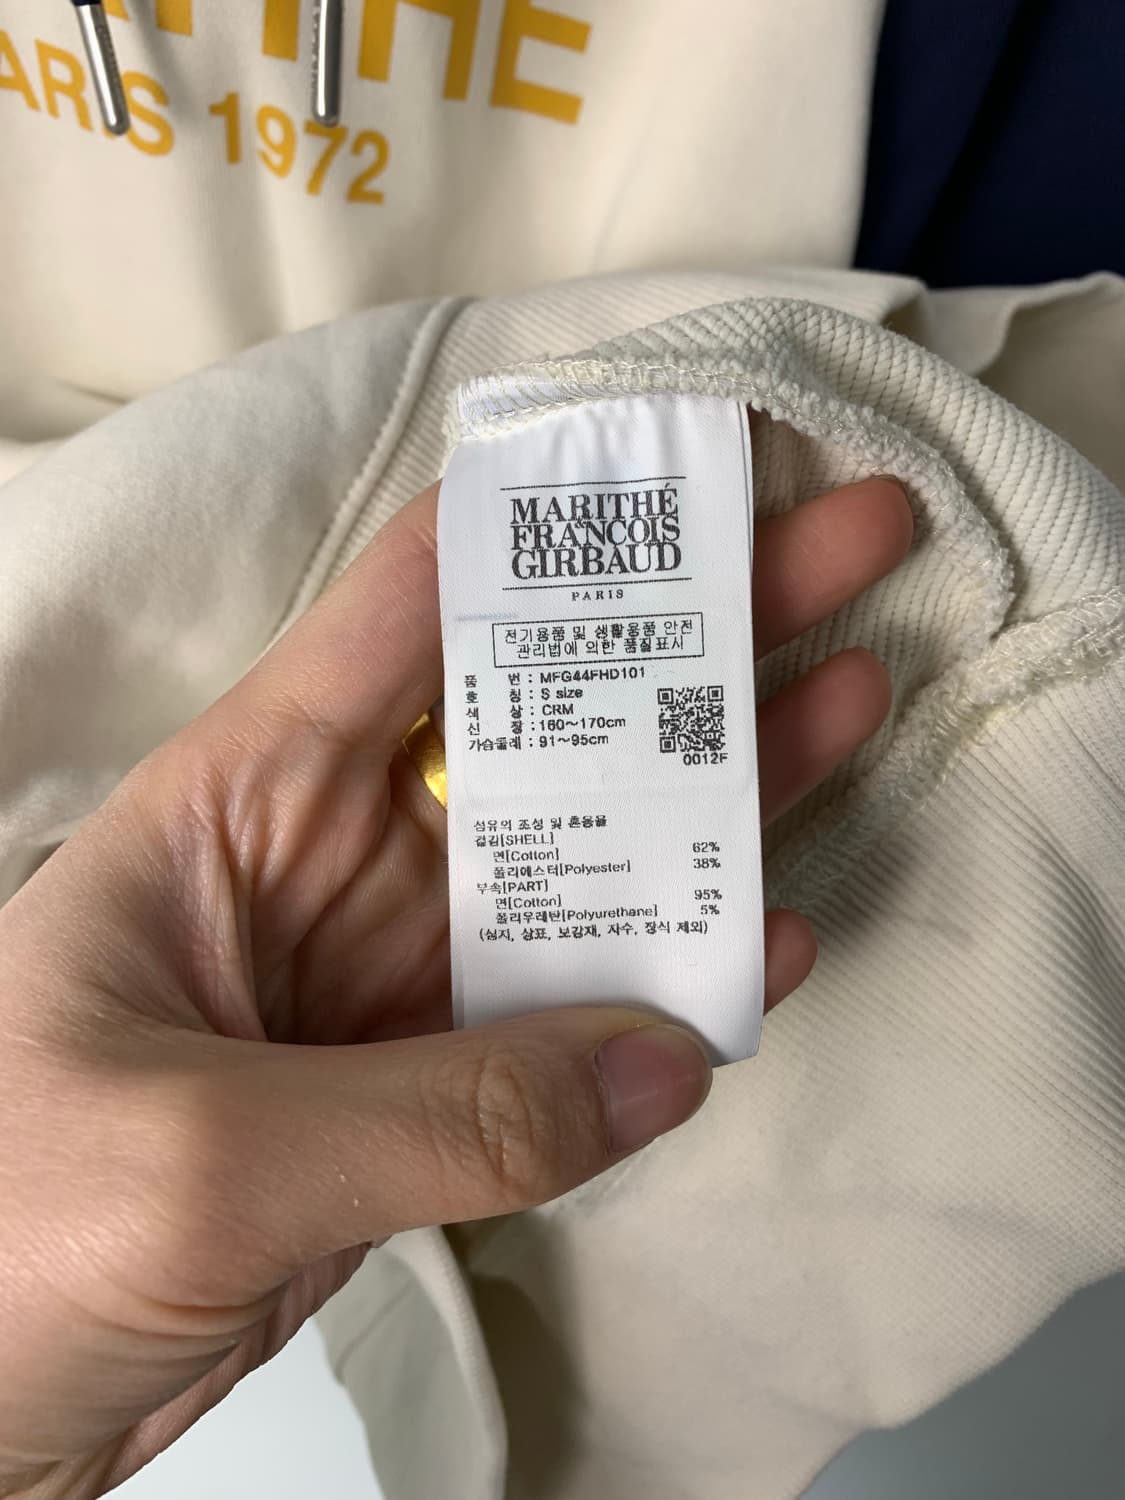 THE
ARIS 1972
MARITHÉ
&
FRANCOIS
GIRBAUD
PARIS
전기용품 및 생활용품 안전
관리법에 의한 품질표시
품 번 : MFG44FHD101
호 칭 : S size
색 상 : CRM
신 장 : 160~170cm
가슴둘레 : 91~95cm
0012F
섬유의 조성 및 혼용율
겉감[SHELL]
면[Cotton] 62%
폴리에스터[Polyester] 38%
부속[PART]
면[Cotton] 95%
폴리우레탄[Polyurethane] 5%
(심지, 상표, 보강재, 자수, 장식 제외)